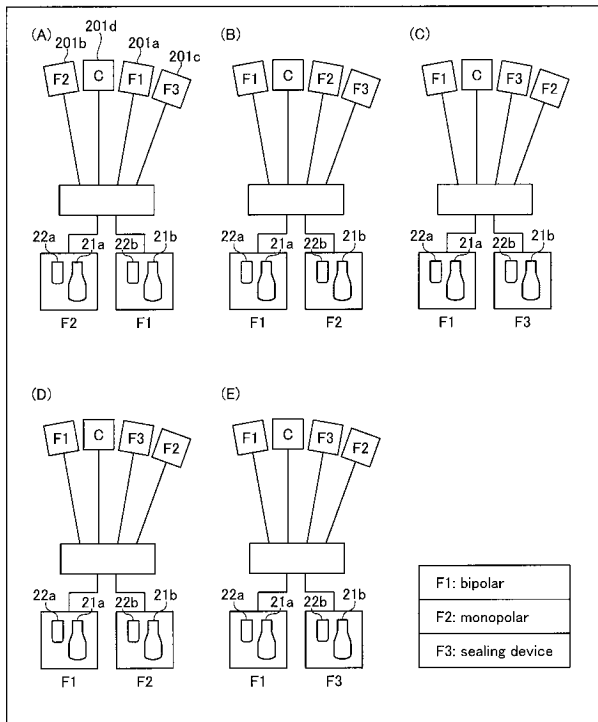 (A)
201d
201b 201a
201c
F2 C F1 F3
22a 21a 22b 21b
F2 F1
(B)
F1 C F2 F3
22a 21a 22b 21b
F1 F2
(C)
F1 C F3 F2
22a 21a 22b 21b
F1 F3
(D)
F1 C F3 F2
22a 21a 22b 21b
F1 F2
(E)
F1 C F3 F2
22a 21a 22b 21b
F1 F3
F1: bipolar
F2: monopolar
F3: sealing device